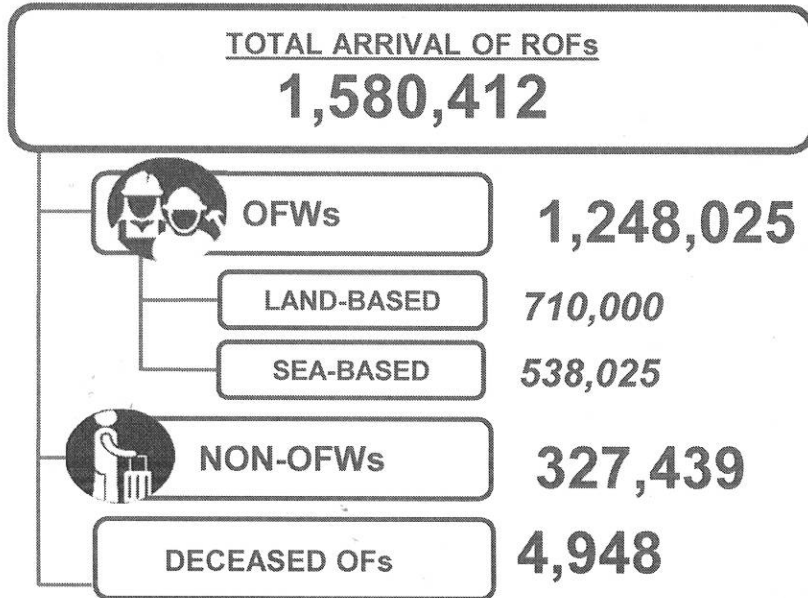 TOTAL ARRIVAL OF ROFs
1,580,412
OFWs 1,248,025
LAND-BASED 710,000
SEA-BASED 538,025
NON-OFWs 327,439
DECEASED OFs 4,948